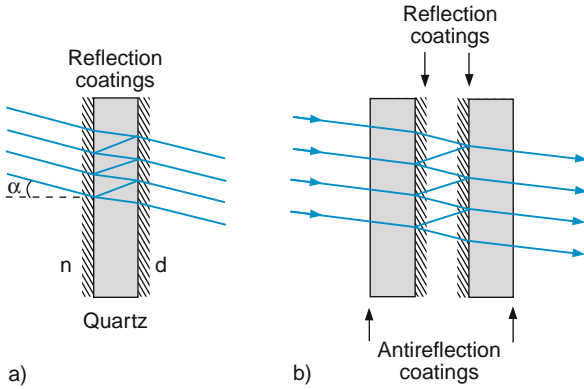 a)
Reflection
coatings
α
n
d
Quartz
b)
Reflection
coatings
Antireflection
coatings